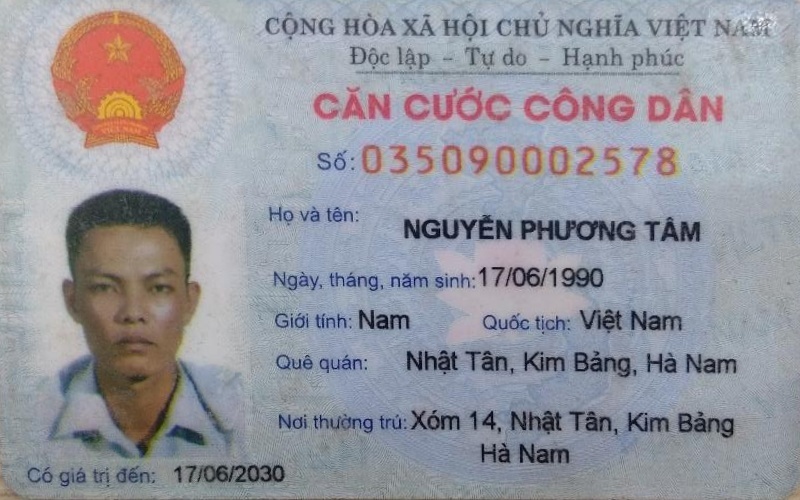 CỘNG HÒA XÃ HỘI CHỦ NGHĨA VIỆT NAM
Độc lập - Tự do - Hạnh phúc
CĂN CƯỚC CÔNG DÂN
Số: 035090002578
Họ và tên: NGUYỄN PHƯƠNG TÂM
Ngày, tháng, năm sinh: 17/06/1990
Giới tính: Nam Quốc tịch: Việt Nam
Quê quán: Nhật Tân, Kim Bảng, Hà Nam
Nơi thường trú: Xóm 14, Nhật Tân, Kim Bảng
Hà Nam
Có giá trị đến: 17/06/2030